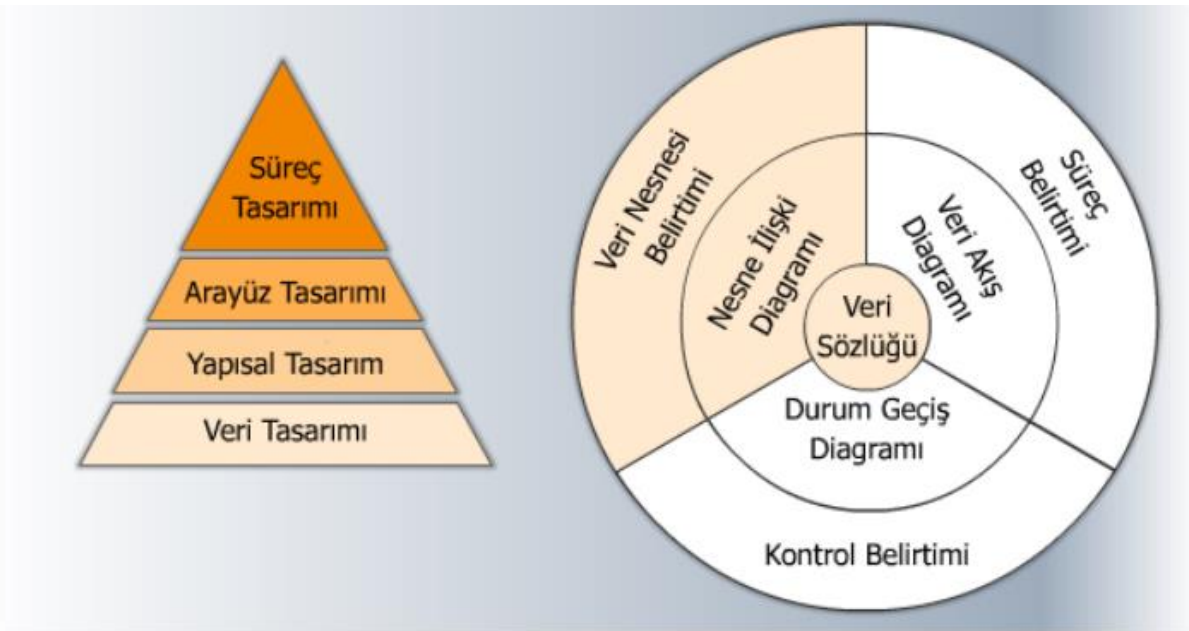 Süreç
Tasarımı
Arayüz Tasarımı
Yapısal Tasarım
Veri Tasarımı
Veri Nesnesi
Belirtimi
Nesne İlişki
Diagramı
Veri Akış
Diagramı
Süreç
Belirtimi
Veri
Sözlüğü
Durum Geçiş
Diagramı
Kontrol Belirtimi